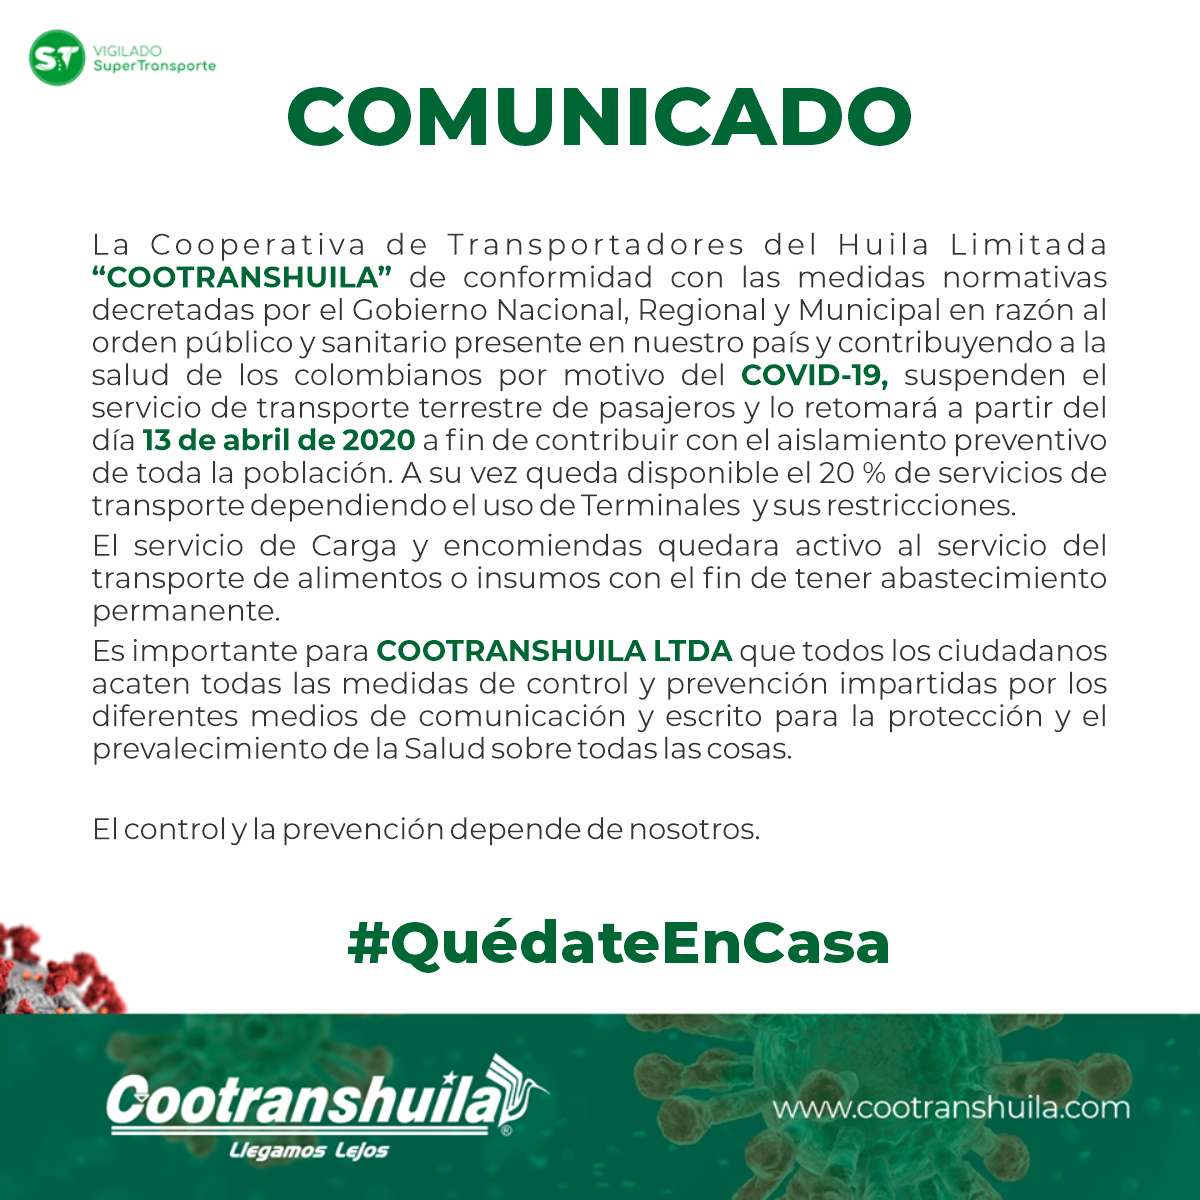 ST VIGILADO
SuperTransporte
COMUNICADO
La Cooperativa de Transportadores del Huila Limitada
“COOTRANSHUILA” de conformidad con las medidas normativas
decretadas por el Gobierno Nacional, Regional y Municipal en razón al
orden público y sanitario presente en nuestro país y contribuyendo a la
salud de los colombianos por motivo del COVID-19, suspenden el
servicio de transporte terrestre de pasajeros y lo retomará a partir del
día 13 de abril de 2020 a fin de contribuir con el aislamiento preventivo
de toda la población. A su vez queda disponible el 20 % de servicios de
transporte dependiendo el uso de Terminales y sus restricciones.
El servicio de Carga y encomiendas quedara activo al servicio del
transporte de alimentos o insumos con el fin de tener abastecimiento
permanente.
Es importante para COOTRANSHUILA LTDA que todos los ciudadanos
acaten todas las medidas de control y prevención impartidas por los
diferentes medios de comunicación y escrito para la protección y el
prevalecimiento de la Salud sobre todas las cosas.
El control y la prevención depende de nosotros.
#QuédateEnCasa
Cootranshuila®
Llegamos Lejos
www.cootranshuila.com